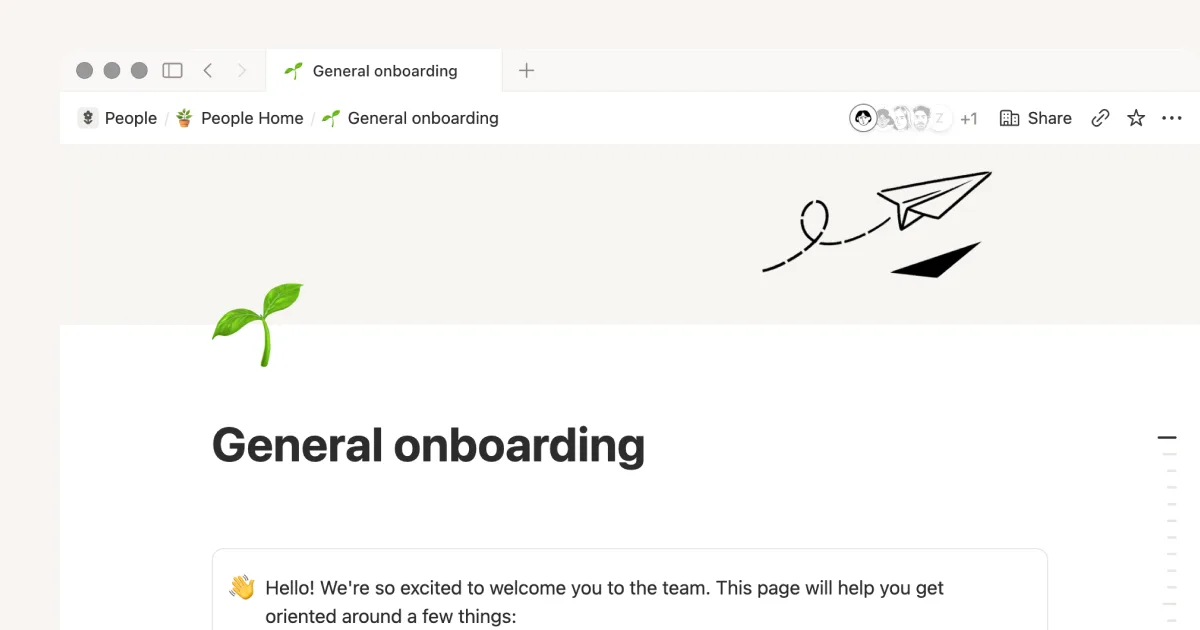 General onboarding
People / People Home / General onboarding
Z +1 Share
General onboarding
Hello! We're so excited to welcome you to the team. This page will help you get
oriented around a few things: